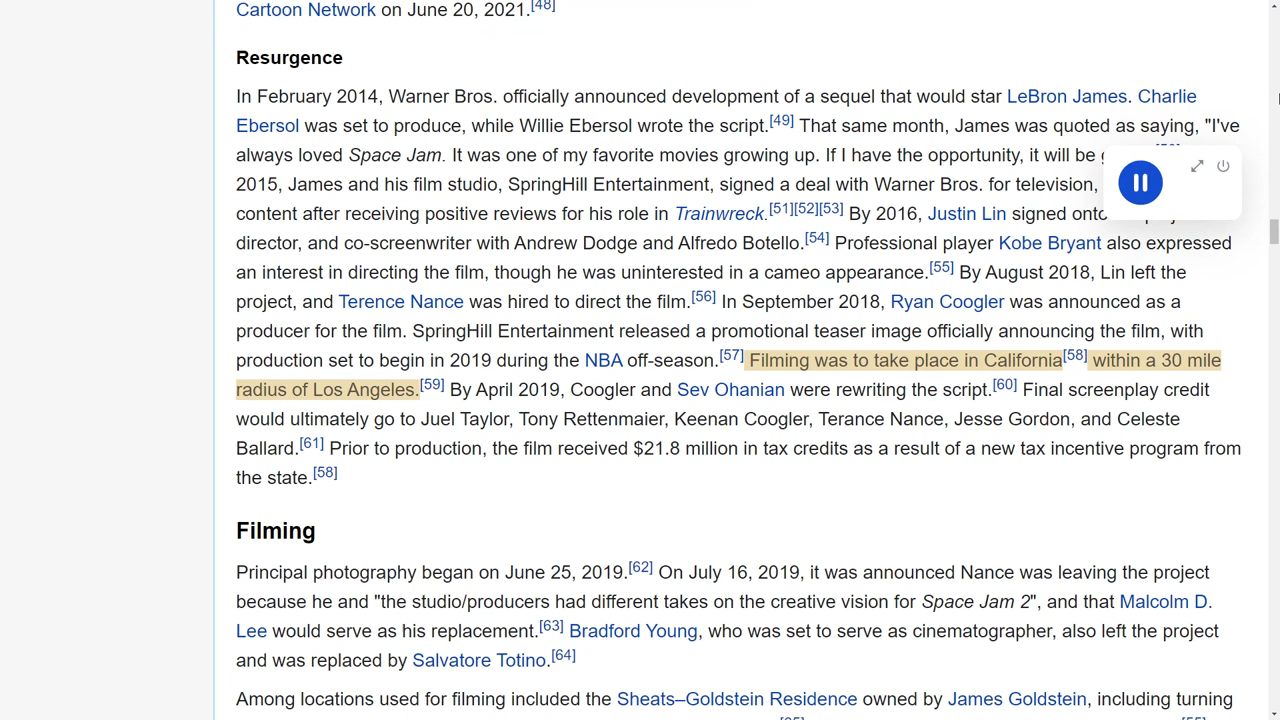 Cartoon Network on June 20, 2021.[48]
Resurgence
In February 2014, Warner Bros. officially announced development of a sequel that would star LeBron James. Charlie
Ebersol was set to produce, while Willie Ebersol wrote the script.[49] That same month, James was quoted as saying, "I've
always loved Space Jam. It was one of my favorite movies growing up. If I have the opportunity, it will be
2015, James and his film studio, SpringHill Entertainment, signed a deal with Warner Bros. for television,
content after receiving positive reviews for his role in Trainwreck.[51][52][53] By 2016, Justin Lin signed onto
director, and co-screenwriter with Andrew Dodge and Alfredo Botello.[54] Professional player Kobe Bryant also expressed
an interest in directing the film, though he was uninterested in a cameo appearance.[55] By August 2018, Lin left the
project, and Terence Nance was hired to direct the film.[56] In September 2018, Ryan Coogler was announced as a
producer for the film. SpringHill Entertainment released a promotional teaser image officially announcing the film, with
production set to begin in 2019 during the NBA off-season.[57] Filming was to take place in California[58] within a 30 mile
radius of Los Angeles.[59] By April 2019, Coogler and Sev Ohanian were rewriting the script.[60] Final screenplay credit
would ultimately go to Juel Taylor, Tony Rettenmaier, Keenan Coogler, Terance Nance, Jesse Gordon, and Celeste
Ballard.[61] Prior to production, the film received $21.8 million in tax credits as a result of a new tax incentive program from
the state.[58]
Filming
Principal photography began on June 25, 2019.[62] On July 16, 2019, it was announced Nance was leaving the project
because he and "the studio/producers had different takes on the creative vision for Space Jam 2", and that Malcolm D.
Lee would serve as his replacement.[63] Bradford Young, who was set to serve as cinematographer, also left the project
and was replaced by Salvatore Totino.[64]
Among locations used for filming included the Sheats–Goldstein Residence owned by James Goldstein, including turning